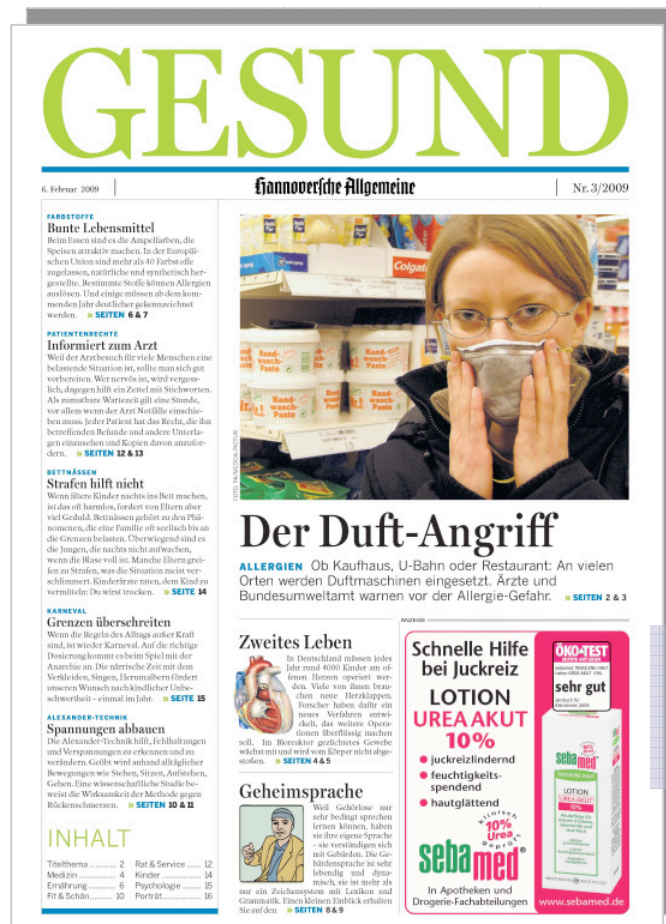 GESUND
6. Februar 2009
Hannoversche Allgemeine
Nr. 3/2009
FARBSTOFFE
Bunte Lebensmittel
Beim Essen sind es die Ampelfarben, die
Speisen attraktiv machen. In der Europäi-
schen Union sind mehr als 40 Farbstoffe
zugelassen, natürliche und synthetisch her-
gestellte. Bestimmte Stoffe können Allergien
auslösen. Und einige müssen ab dem kom-
menden Jahr deutlicher gekennzeichnet
werden. » SEITEN 6 & 7
PATIENTENRECHTE
Informiert zum Arzt
Weil der Arztbesuch für viele Menschen eine
belastende Situation ist, sollte man sich gut
vorbereiten. Wer nervös ist, wird vergess-
lich, dagegen hilft ein Zettel mit Stichworten.
Als zumutbare Wartezeit gilt eine Stunde,
vor allem wenn der Arzt Notfälle einschie-
ben muss. Jeder Patient hat das Recht, die ihn
betreffenden Befunde und andere Unterla-
gen einzusehen und Kopien davon anzufor-
dern. » SEITEN 12 & 13
BETTNÄSSEN
Strafen hilft nicht
Wenn ältere Kinder nachts ins Bett machen,
ist das oft harmlos, fordert von Eltern aber
viel Geduld. Bettnässen gehört zu den Phä-
nomenen, die eine Familie oft seelisch bis an
die Grenzen belasten. Überwiegend sind es
die Jungen, die nachts nicht aufwachen,
wenn die Blase voll ist. Manche Eltern grei-
fen zu Strafen, was die Situation meist ver-
schlimmert. Kinderärzte raten, dem Kind zu
vermitteln: Du wirst trocken. » SEITE 14
KARNEVAL
Grenzen überschreiten
Wenn die Regeln des Alltags außer Kraft
sind, ist wieder Karneval. Auf die richtige
Dosierung kommt es beim Spiel mit der
Anarchie an. Die närrische Zeit mit dem
Verkleiden, Singen, Herumalbern fördert
unseren Wunsch nach kindlicher Unbe-
schwertheit – einmal im Jahr. » SEITE 15
ALEXANDER-TECHNIK
Spannungen abbauen
Die Alexander-Technik hilft, Fehlhaltungen
und Verspannungen zu erkennen und zu
verändern. Geübt wird anhand alltäglicher
Bewegungen wie Stehen, Sitzen, Aufstehen,
Gehen. Eine wissenschaftliche Studie be-
weist die Wirksamkeit der Methode gegen
Rückenschmerzen. » SEITEN 10 & 11
INHALT
Titelthema 2
Medizin 4
Ernährung 6
Fit & Schön 10
Rat & Service 12
Kinder 14
Psychologie 15
Porträt 16
Colgate
Hand-
wasch-
Paste
Hand-
wasch-
Paste
Hand-
wasch-
Paste
Hand-
wasch-
Paste
Der Duft-Angriff
ALLERGIEN Ob Kaufhaus, U-Bahn oder Restaurant: An vielen
Orten werden Duftmaschinen eingesetzt. Ärzte und
Bundesumweltamt warnen vor der Allergie-Gefahr. » SEITEN 2 & 3
Zweites Leben
In Deutschland müssen jedes
Jahr rund 4000 Kinder am of-
fenen Herzen operiert wer-
den. Viele von ihnen brau-
chen neue Herzklappen.
Forscher haben dafür ein
neues Verfahren entwi-
ckelt, das weitere Opera-
tionen überflüssig machen
soll. Im Bioreaktor gezüchtetes Gewebe
wächst mit und wird vom Körper nicht abge-
stoßen. » SEITEN 4 & 5
Geheimsprache
Weil Gehörlose nur
sehr bedingt sprechen
lernen können, haben
sie ihre eigene Sprach
– sie verständigen sich
mit Gebärden. Die Ge-
bärdensprache ist sehr
lebendig und dyna-
misch, sie ist mehr als
nur ein Zeichensystem mit Lexikon und
Grammatik. Einen kleinen Einblick erhalten
Sie auf den » SEITEN 8 & 9
ANZEIGE
Schnelle Hilfe
bei Juckreiz
LOTION
UREA AKUT
10%
juckreizlindernd
feuchtigkeits-
spendend
hautglättend
klinisch
10%
Urea
geprüft
sebamed
In Apotheken und
Drogerie-Fachabteilungen
ÖKO-TEST
sehr gut
sebamed
TROCKENE HAUT
LOTION
UREA AKUT
10%
www.sebamed.de